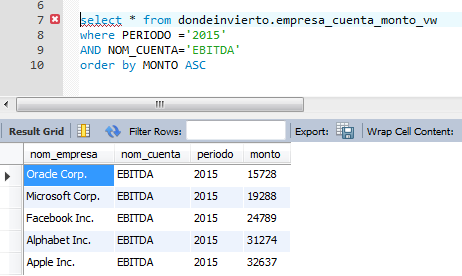 6
7 select * from dondeinvierto.empresa_cuenta_monto_vw
8 where PERIODO ='2015'
9 AND NOM_CUENTA='EBITDA'
10 order by MONTO ASC
Result Grid Filter Rows: Export: Wrap Cell Content:
nom_empresa nom_cuenta periodo monto
Oracle Corp. EBITDA 2015 15728
Microsoft Corp. EBITDA 2015 19288
Facebook Inc. EBITDA 2015 24789
Alphabet Inc. EBITDA 2015 31274
Apple Inc. EBITDA 2015 32637